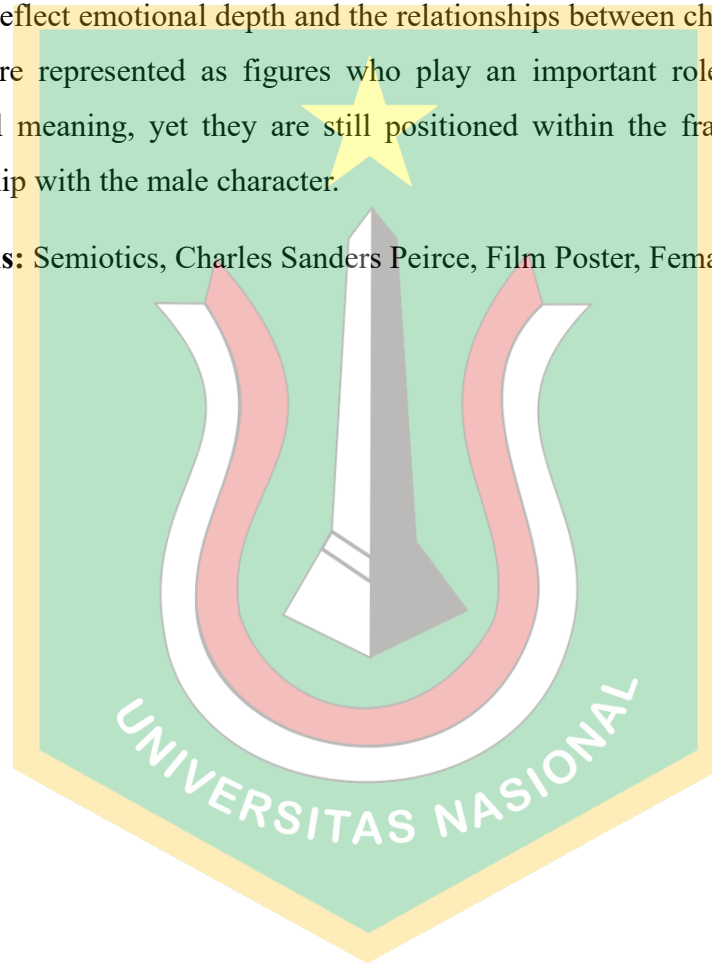 eflect emotional depth and the relationships between ch
re represented as figures who play an important role
l meaning, yet they are still positioned within the fra
ip with the male character.
s: Semiotics, Charles Sanders Peirce, Film Poster, Fema
UNIVERSITAS NASIONAL